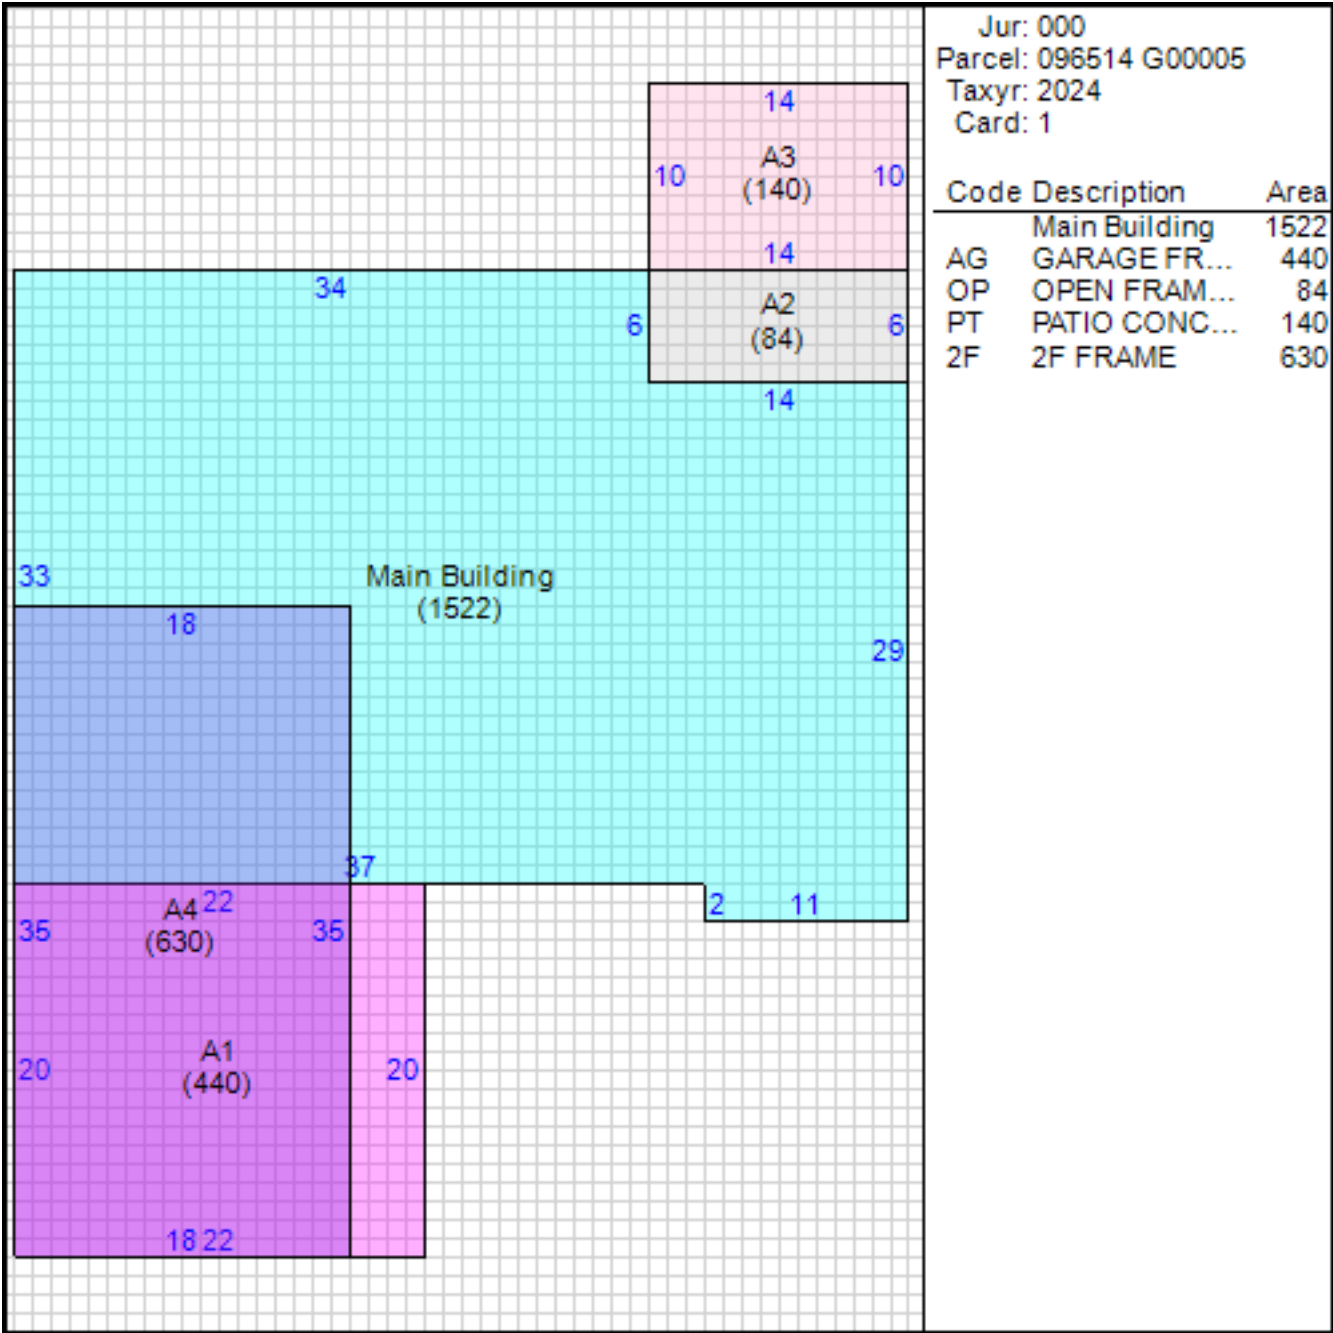 Jur: 000
Parcel: 096514 G00005
Taxyr: 2024
Card: 1
Code Description Area
Main Building 1522
AG GARAGE FR... 440
OP OPEN FRAM... 84
PT PATIO CONC... 140
2F 2F FRAME 630
14
A3
10 (140) 10
14
34
A2
6 (84) 6
14
33
Main Building
(1522)
18
29
37
A4 22
2 11
35 (630) 35
A1
20 (440) 20
18 22